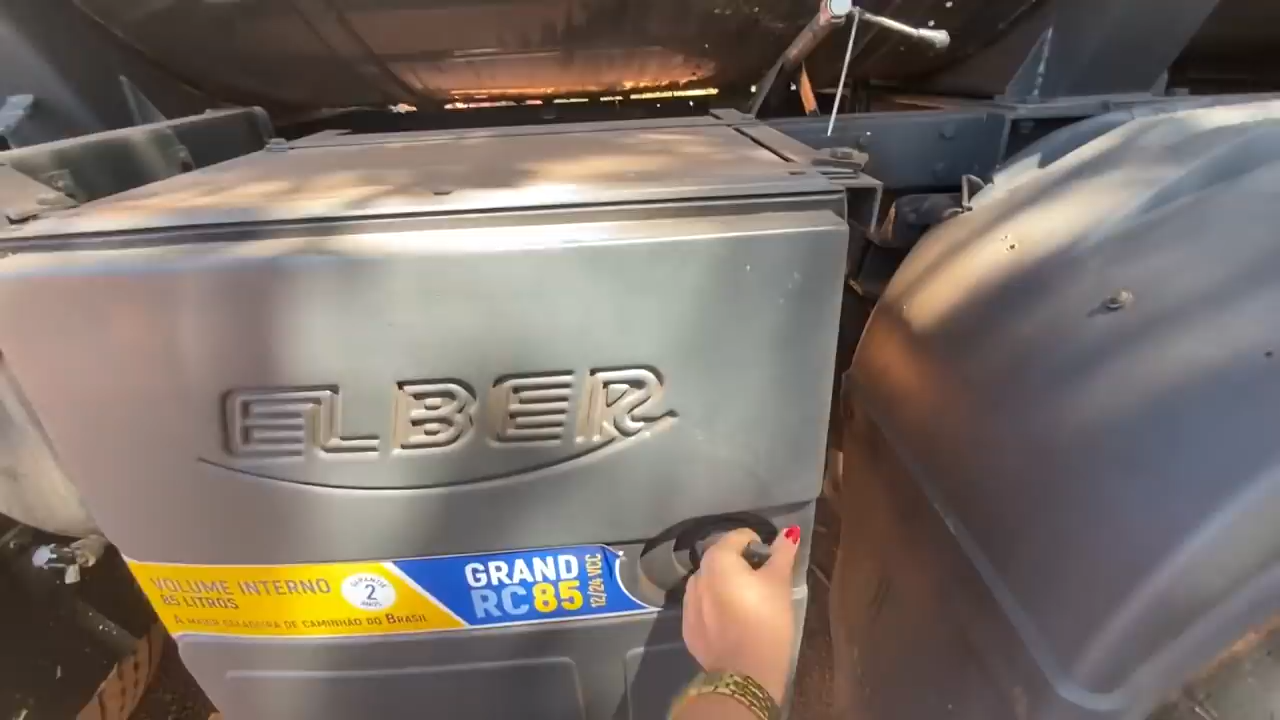 ELBER
VOLUME INTERNO
85 LITROS
GARANTIA
2
ANOS
A MAIOR GELADEIRA DE CAMINHÃO DO BRASIL
GRAND
RC85
12/24 VCC